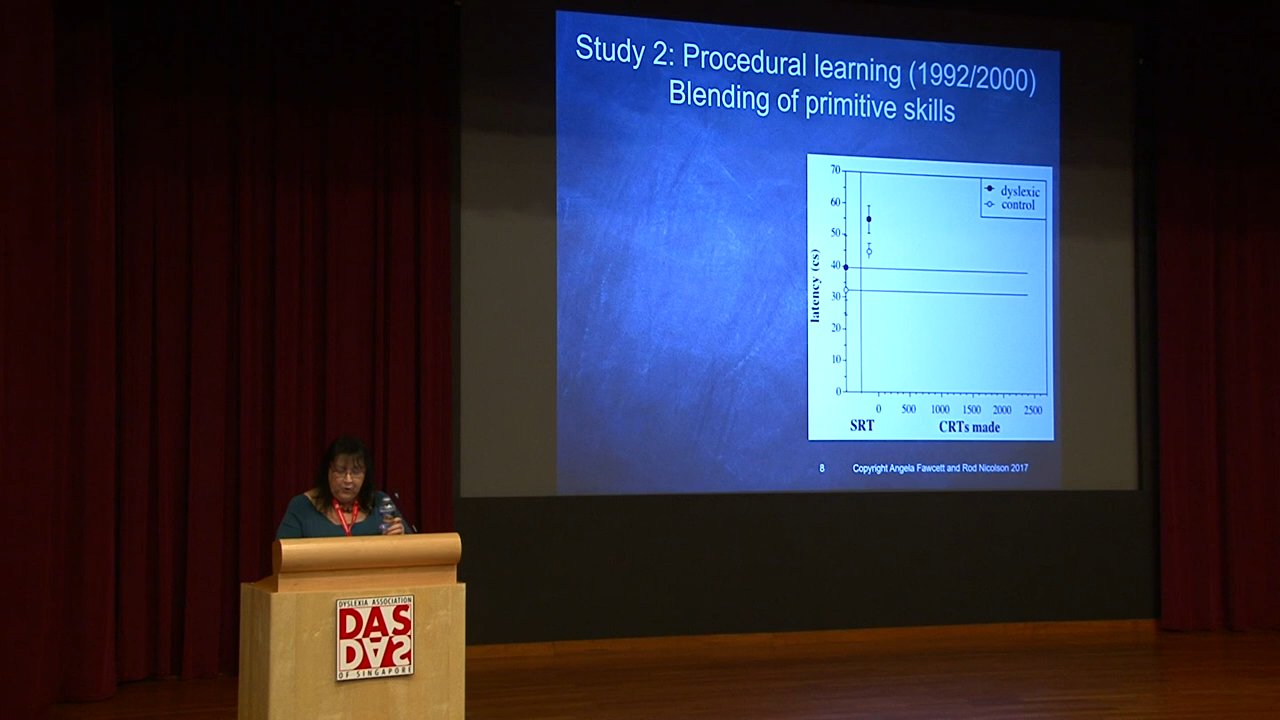 Study 2: Procedural learning (1992/2000)
Blending of primitive skills
70
60
50
40
30
20
10
0
latency (cs)
dyslexic
control
0 500 1000 1500 2000 2500
SRT CRTs made
8 Copyright Angela Fawcett and Rod Nicolson 2017
DYSLEXIA ASSOCIATION
DAS
DAS
OF SINGAPORE